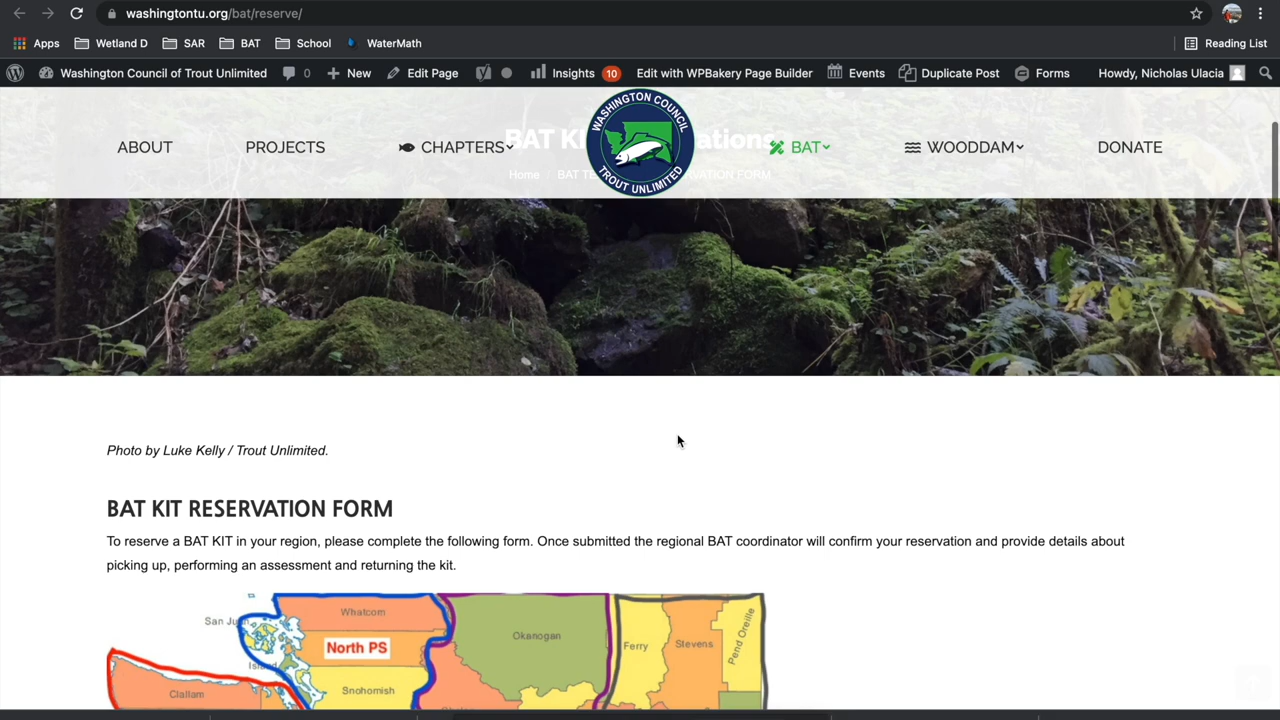 washingtontu.org/bat/reserve/
Apps Wetland D SAR BAT School WaterMath Reading List
Washington Council of Trout Unlimited 0 New Edit Page Insights 10 Edit with WPBakery Page Builder Events Duplicate Post Forms Howdy, Nicholas Ulacia
WASHINGTON COUNCIL
TROUT UNLIMITED
ABOUT PROJECTS CHAPTERS BAT WOODDAM DONATE
BAT
Home BAT
Photo by Luke Kelly / Trout Unlimited.
BAT KIT RESERVATION FORM
To reserve a BAT KIT in your region, please complete the following form. Once submitted the regional BAT coordinator will confirm your reservation and provide details about
picking up, performing an assessment and returning the kit.
Whatcom
San
Okanogan
Ferry
Stevens
Pend Oreille
North PS
Snohomish
Clallam